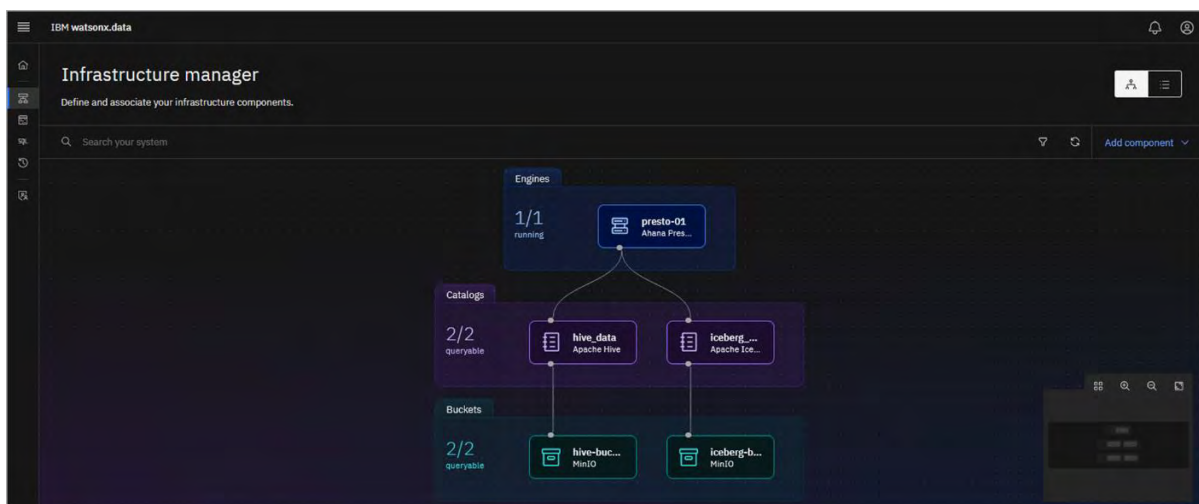 IBM watsonx.data
Infrastructure manager
Define and associate your infrastructure components.
Search your system
Add component
Engines
1/1
running
presto-01
Ahana Pres...
Catalogs
2/2
queryable
hive_data
Apache Hive
iceberg_...
Apache Ice...
Buckets
2/2
queryable
hive-buc...
MinIO
iceberg-b...
MinIO